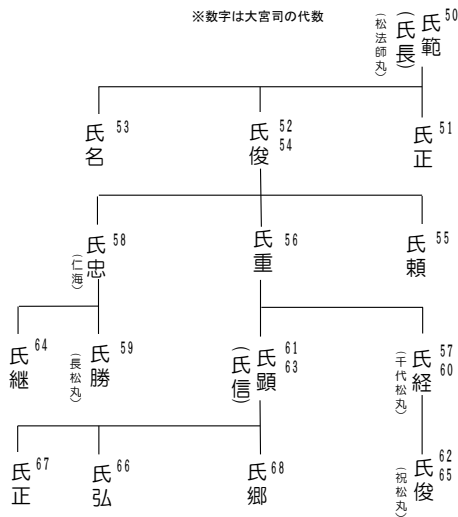 ※数字は大宮司の代数
氏範 50
(氏長)
(松法師丸)
氏正 51
氏俊 52 54
氏名 53
氏頼 55
氏重 56
氏忠 58
(仁海)
氏経 57 60
(千代松丸)
氏顕 61 63
(氏信)
氏勝 59
(長松丸)
氏継 64
氏俊 62 65
(祝松丸)
氏郷 68
氏弘 66
氏正 67